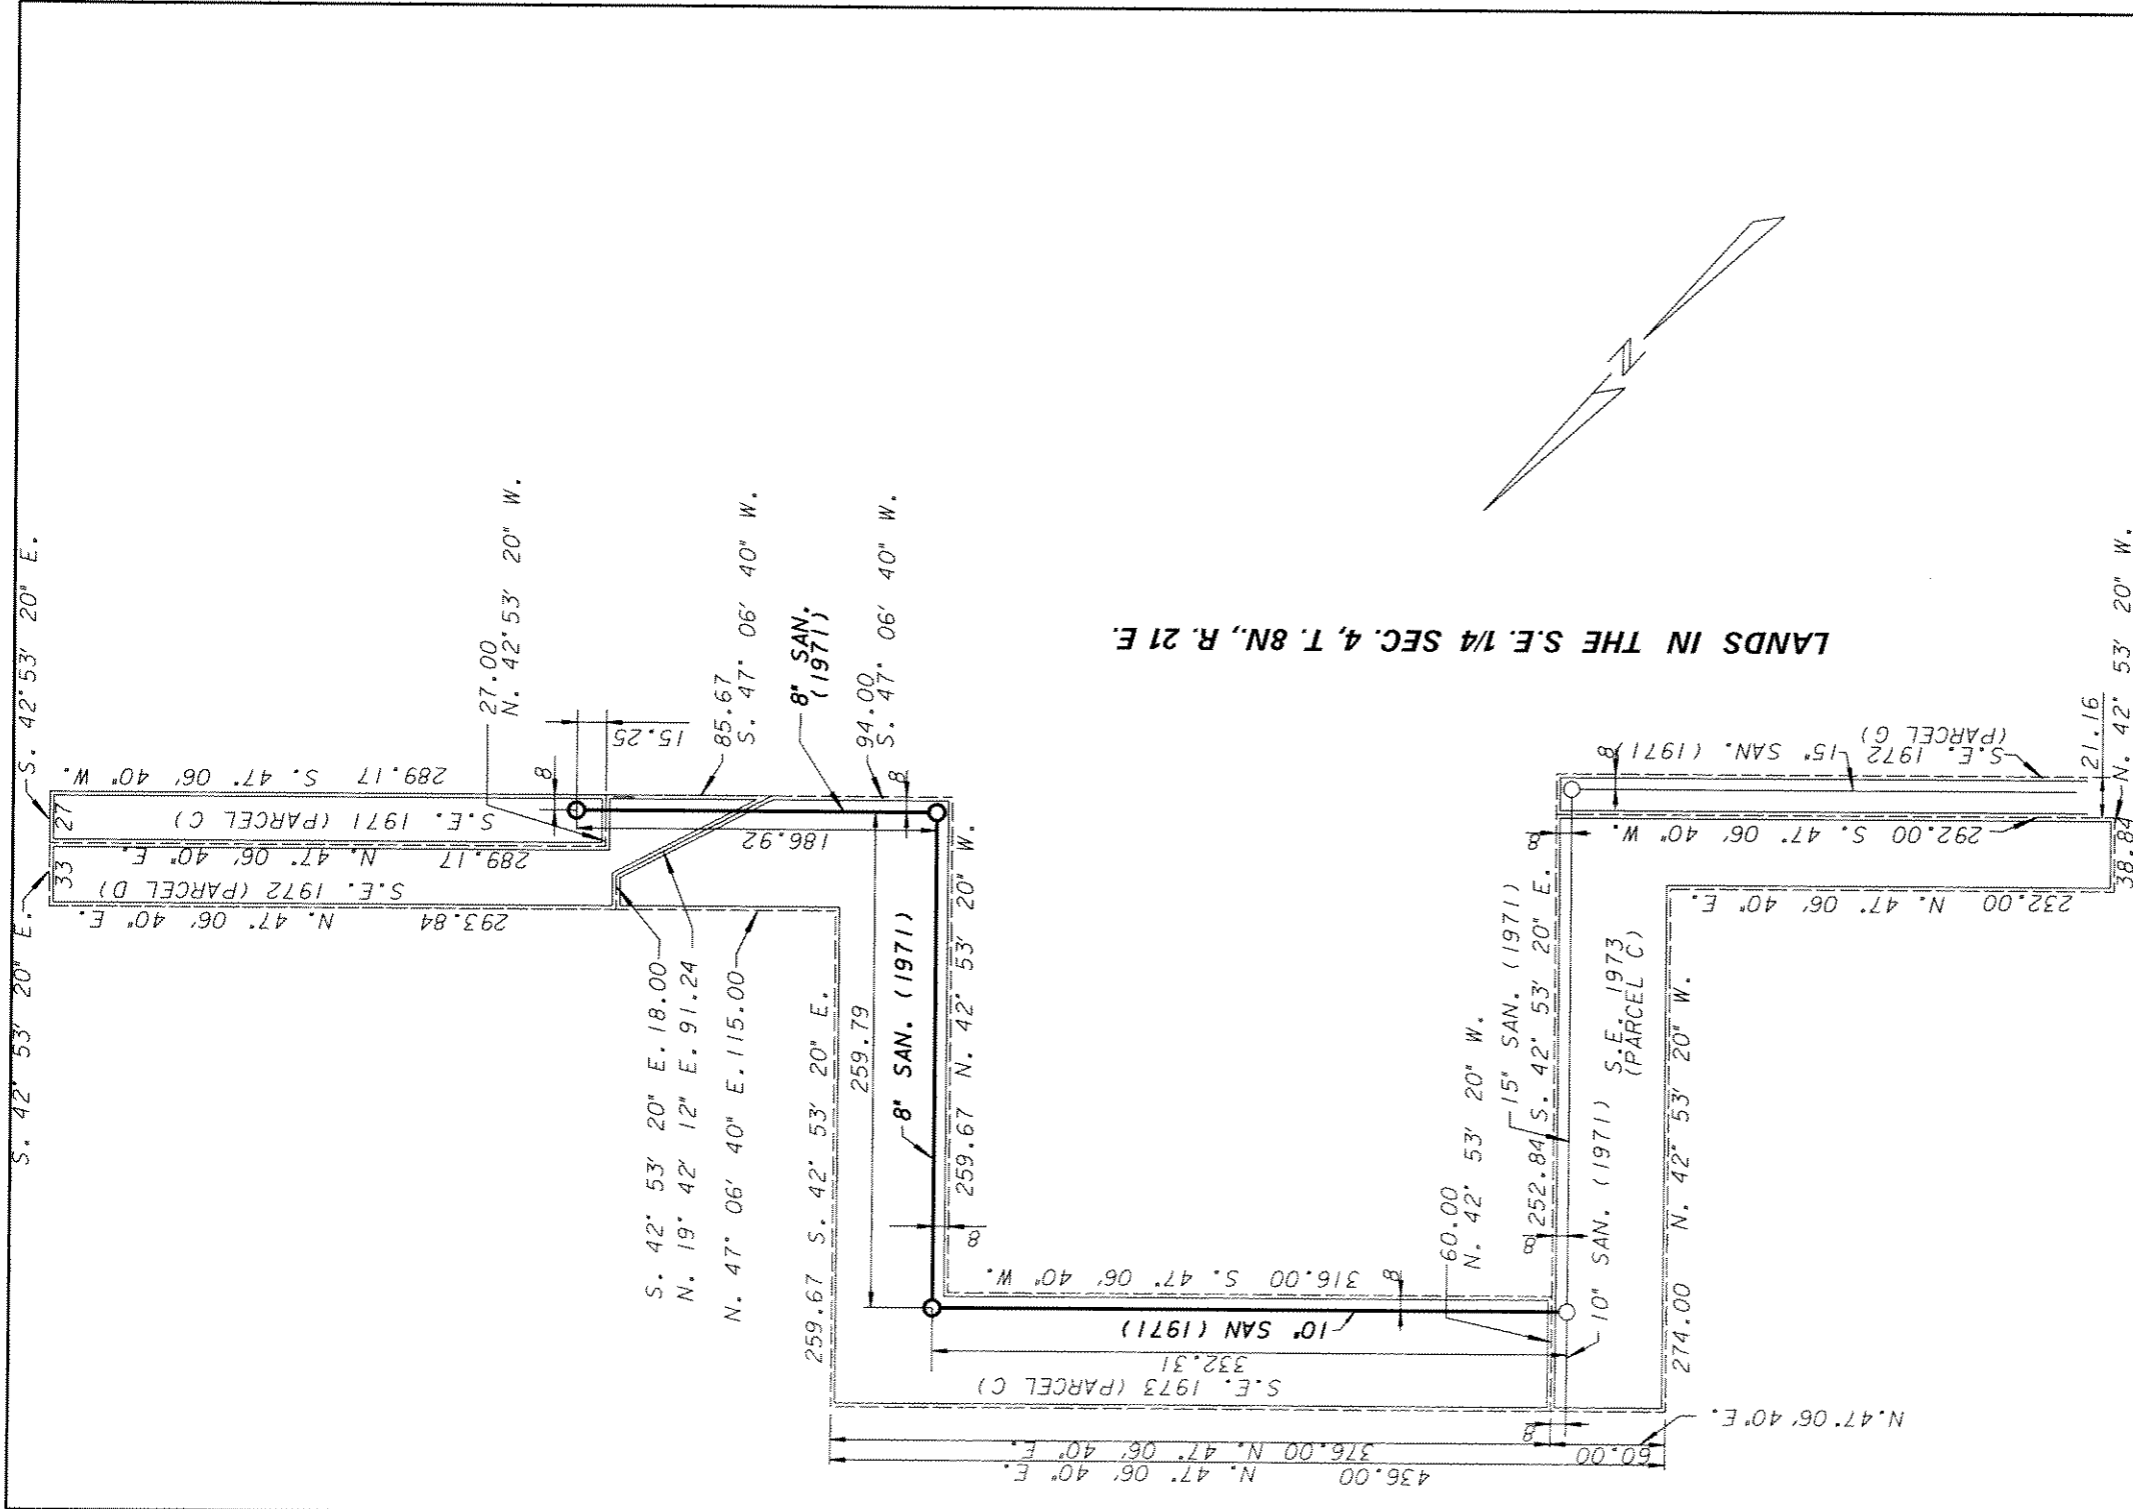 S. 42° 53' 20" E.
S. 42° 53' 20" E.
27
33
289.17 S. 47° 06' 40" W.
S.E. 1971 (PARCEL C)
289.17 N. 47° 06' 40" E.
S.E. 1972 (PARCEL D)
293.84 N. 47° 06' 40" E.
27.00
N. 42° 53' 20" W.
8
15.25
85.67
S. 47° 06' 40" W.
8" SAN.
(1971)
94.00
S. 47° 06' 40" W.
8
186.92
S. 42° 53' 20" E. 18.00
N. 19° 42' 12" E. 91.24
N. 47° 06' 40" E. 115.00
259.67 S. 42° 53' 20" E.
259.79
8" SAN. (1971)
259.67 N. 42° 53' 20" W.
8
316.00 S. 47° 06' 40" W.
8
10" SAN (1971)
332.31
S.E. 1973 (PARCEL C)
376.00 N. 47° 06' 40" E.
436.00 N. 47° 06' 40" E.
8
60.00
N. 47° 06' 40" E.
60.00
N. 42° 53' 20" W.
8
252.84 S. 42° 53' 20" E.
15" SAN. (1971)
10" SAN. (1971)
S.E. 1973
(PARCEL C)
274.00 N. 42° 53' 20" W.
8
292.00 S. 47° 06' 40" W.
232.00 N. 47° 06' 40" E.
S.E. 1972
(PARCEL G)
15" SAN. (1971)
8
21.16
38.84
N. 42° 53' 20" W.
LANDS IN THE S.E. 1/4 SEC. 4, T. 8N., R. 21 E.
N